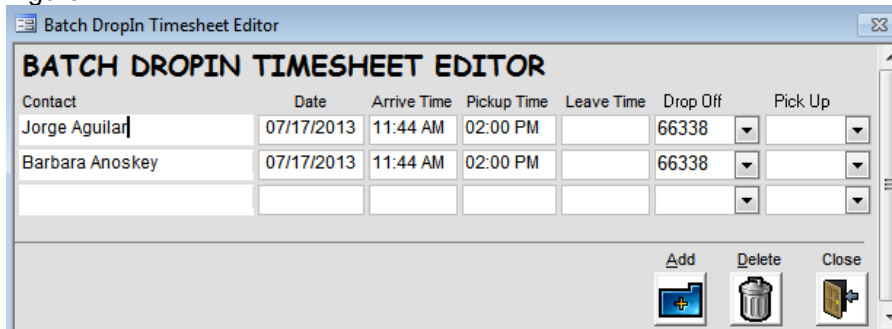 Batch DropIn Timesheet Editor
BATCH DROPIN TIMESHEET EDITOR
Contact Date Arrive Time Pickup Time Leave Time Drop Off Pick Up
Jorge Aguilar 07/17/2013 11:44 AM 02:00 PM 66338
Barbara Anoskey 07/17/2013 11:44 AM 02:00 PM 66338
Add Delete Close